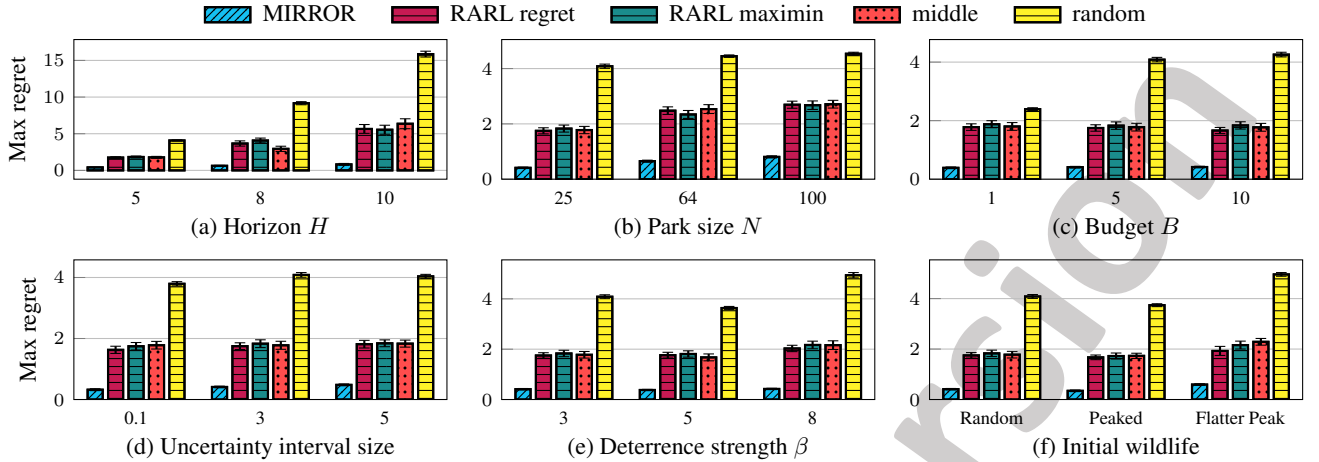 MIRROR RARL regret RARL maximin middle random
Max regret
15
10
5
0
5 8 10
(a) Horizon H
4
2
0
25 64 100
(b) Park size N
4
2
0
1 5 10
(c) Budget B
Max regret
4
2
0
0.1 3 5
(d) Uncertainty interval size
4
2
0
3 5 8
(e) Deterrence strength β
4
2
0
Random Peaked Flatter Peak
(f) Initial wildlife
rsion